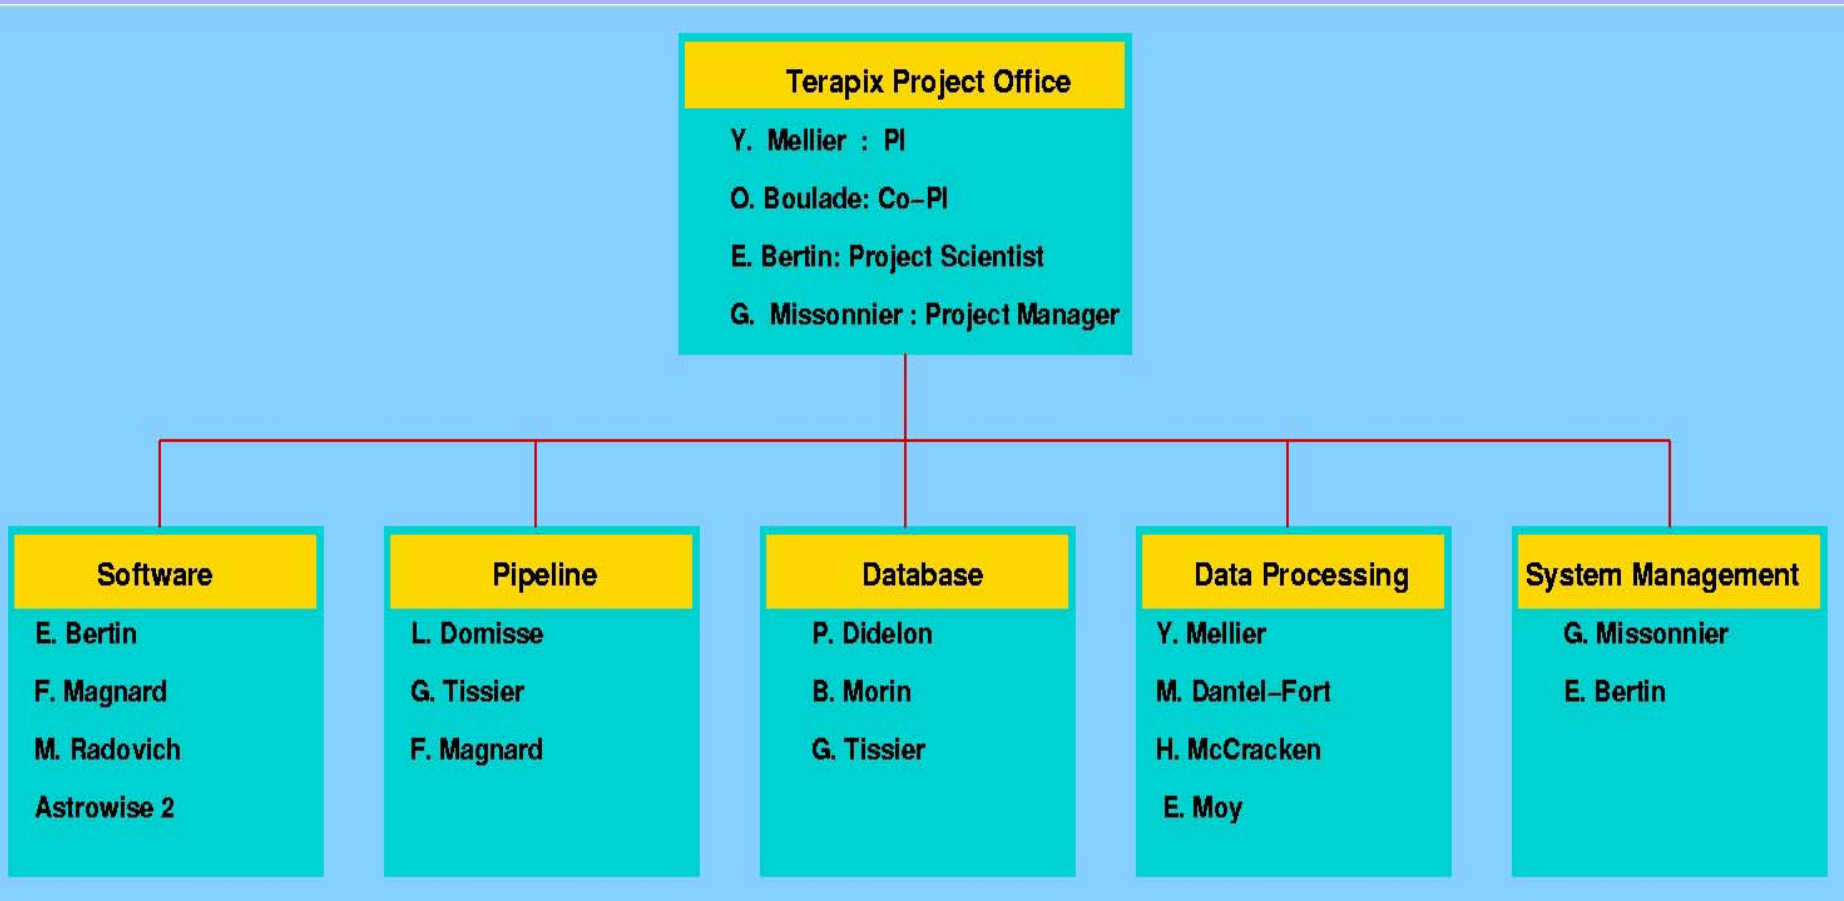 Terapix Project Office
Y. Mellier : PI
O. Boulade: Co–PI
E. Bertin: Project Scientist
G. Missonnier : Project Manager
Software
E. Bertin
F. Magnard
M. Radovich
Astrowise 2
Pipeline
L. Domisse
G. Tissier
F. Magnard
Database
P. Didelon
B. Morin
G. Tissier
Data Processing
Y. Mellier
M. Dantel–Fort
H. McCracken
E. Moy
System Management
G. Missonnier
E. Bertin